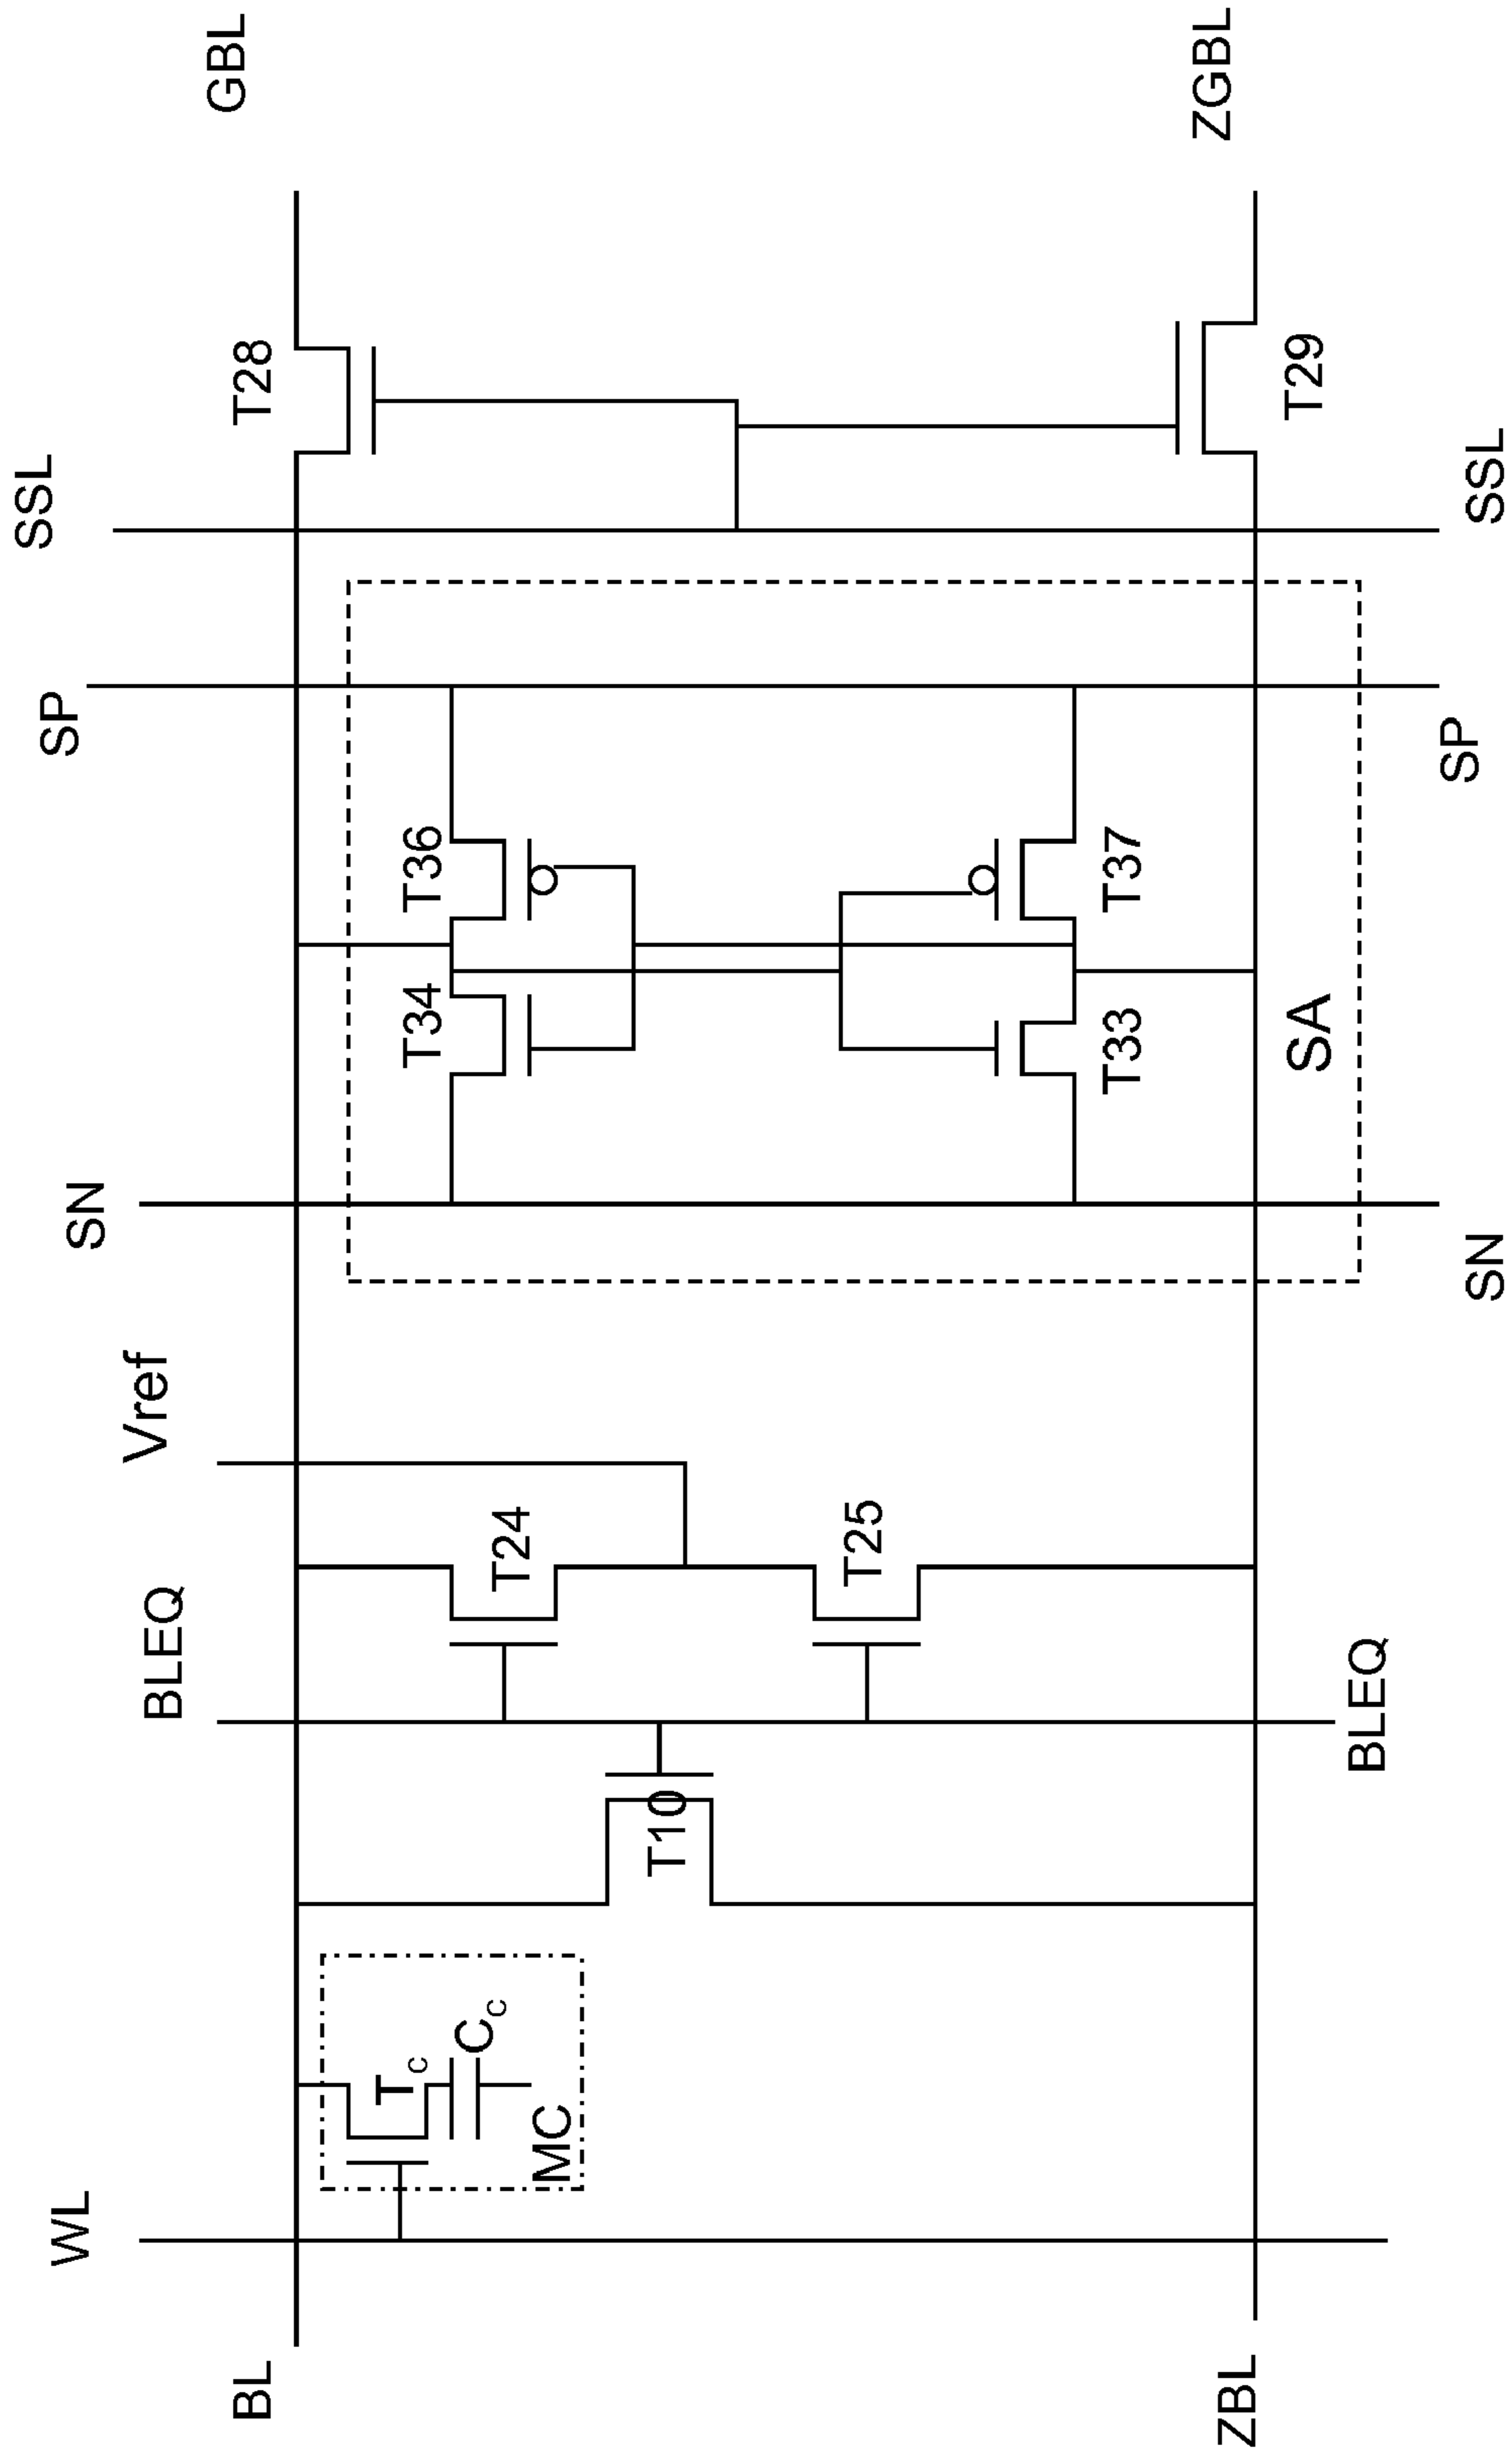 SSL
GBL
SP
T28
SN
Vref
BLEQ
WL
T34
T36
T24
T10
T25
Tc
Cc
MC
T33
T37
BL
ZBL
SA
T29
ZGBL
BLEQ
SN
SP
SSL